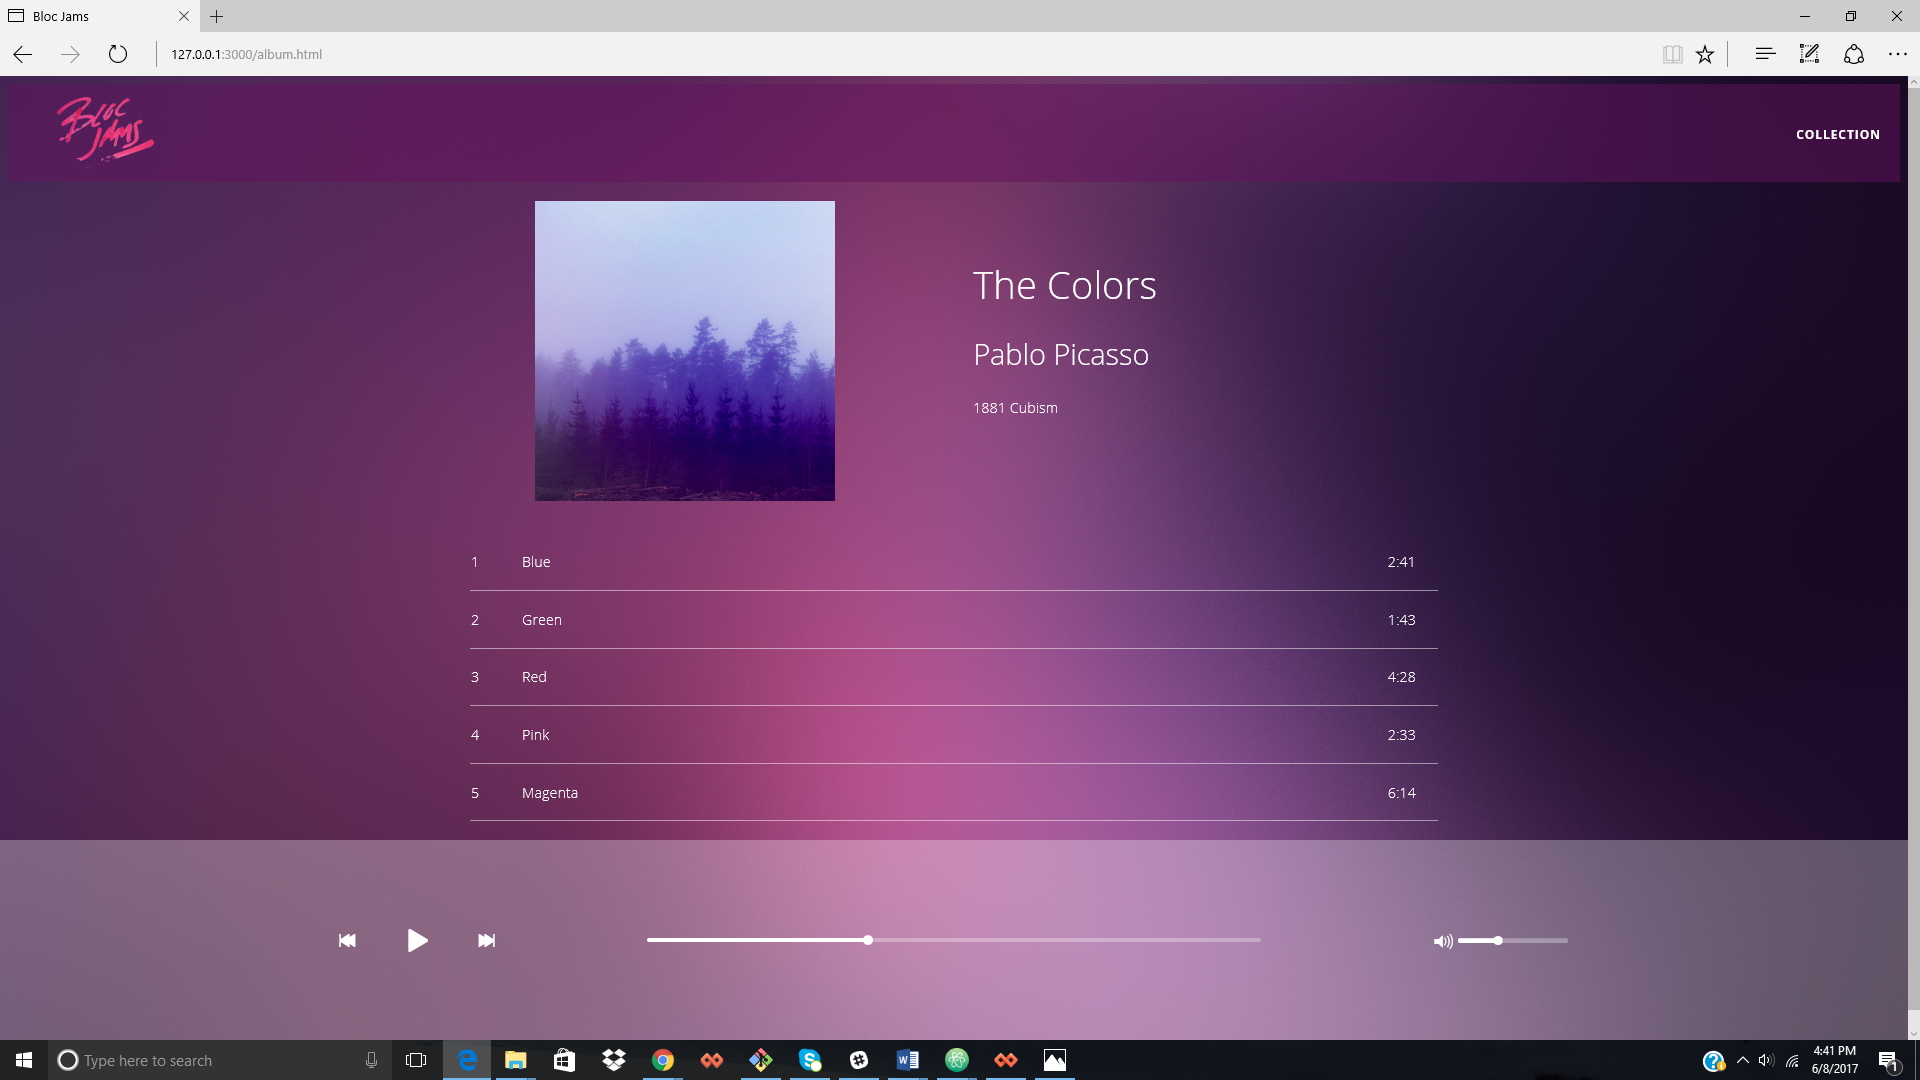 Bloc Jams
127.0.0.1:3000/album.html
BLOC
JAMS
COLLECTION
The Colors
Pablo Picasso
1881 Cubism
1 Blue 2:41
2 Green 1:43
3 Red 4:28
4 Pink 2:33
5 Magenta 6:14
Type here to search
4:41 PM
6/8/2017
1